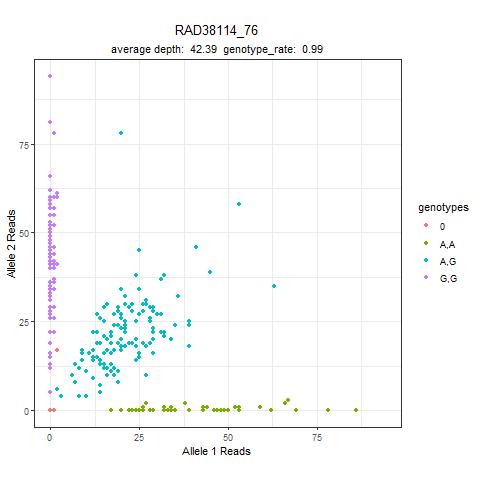 RAD38114_76
average depth:  42.39  genotype_rate:  0.99
Allele 2 Reads
75
50
25
0
0
25
50
75
Allele 1 Reads
genotypes
0
A,A
A,G
G,G